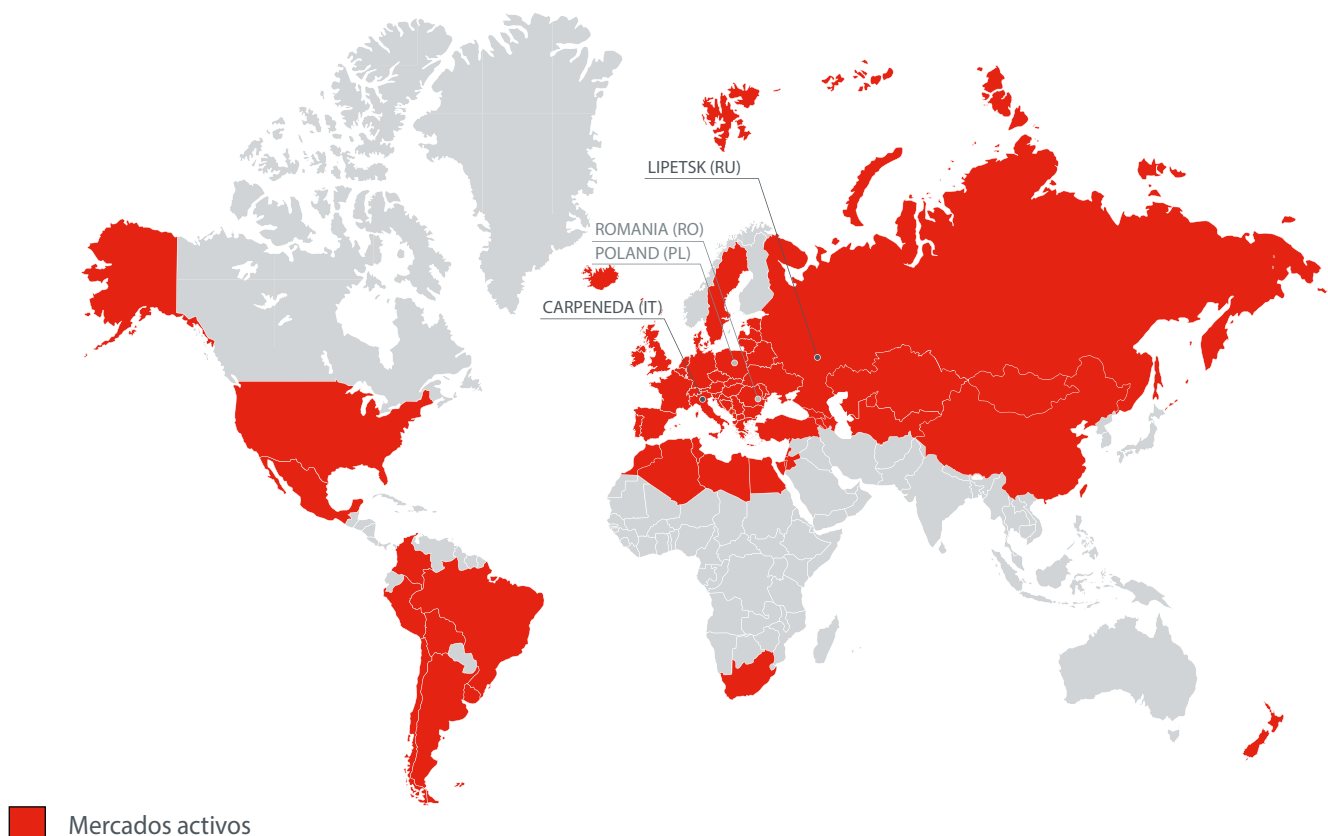 LIPETSK (RU)
ROMANIA (RO)
POLAND (PL)
CARPENEDA (IT)
Mercados activos